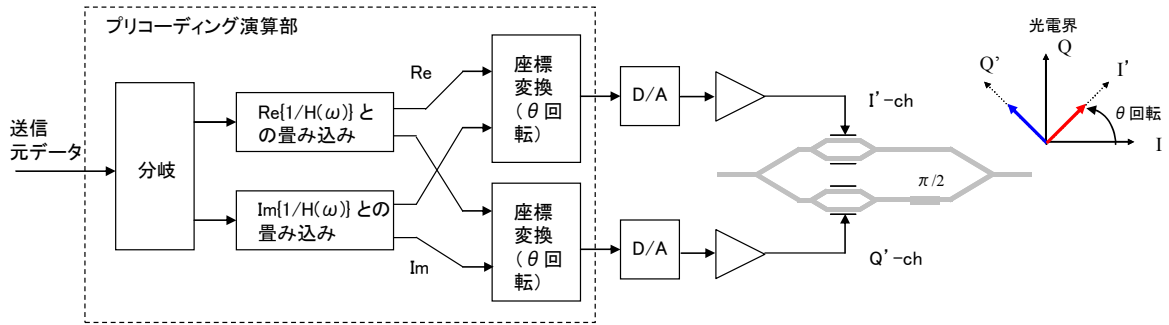 プリコーディング演算部
送信
元データ
分岐
Re{1/H(ω)}と
の畳み込み
Im{1/H(ω)}との
畳み込み
Re
Im
座標
変換
(θ回
転)
座標
変換
(θ回
転)
D/A
D/A
I'-ch
Q'-ch
π/2
光電界
Q
Q'
I'
θ回転
I